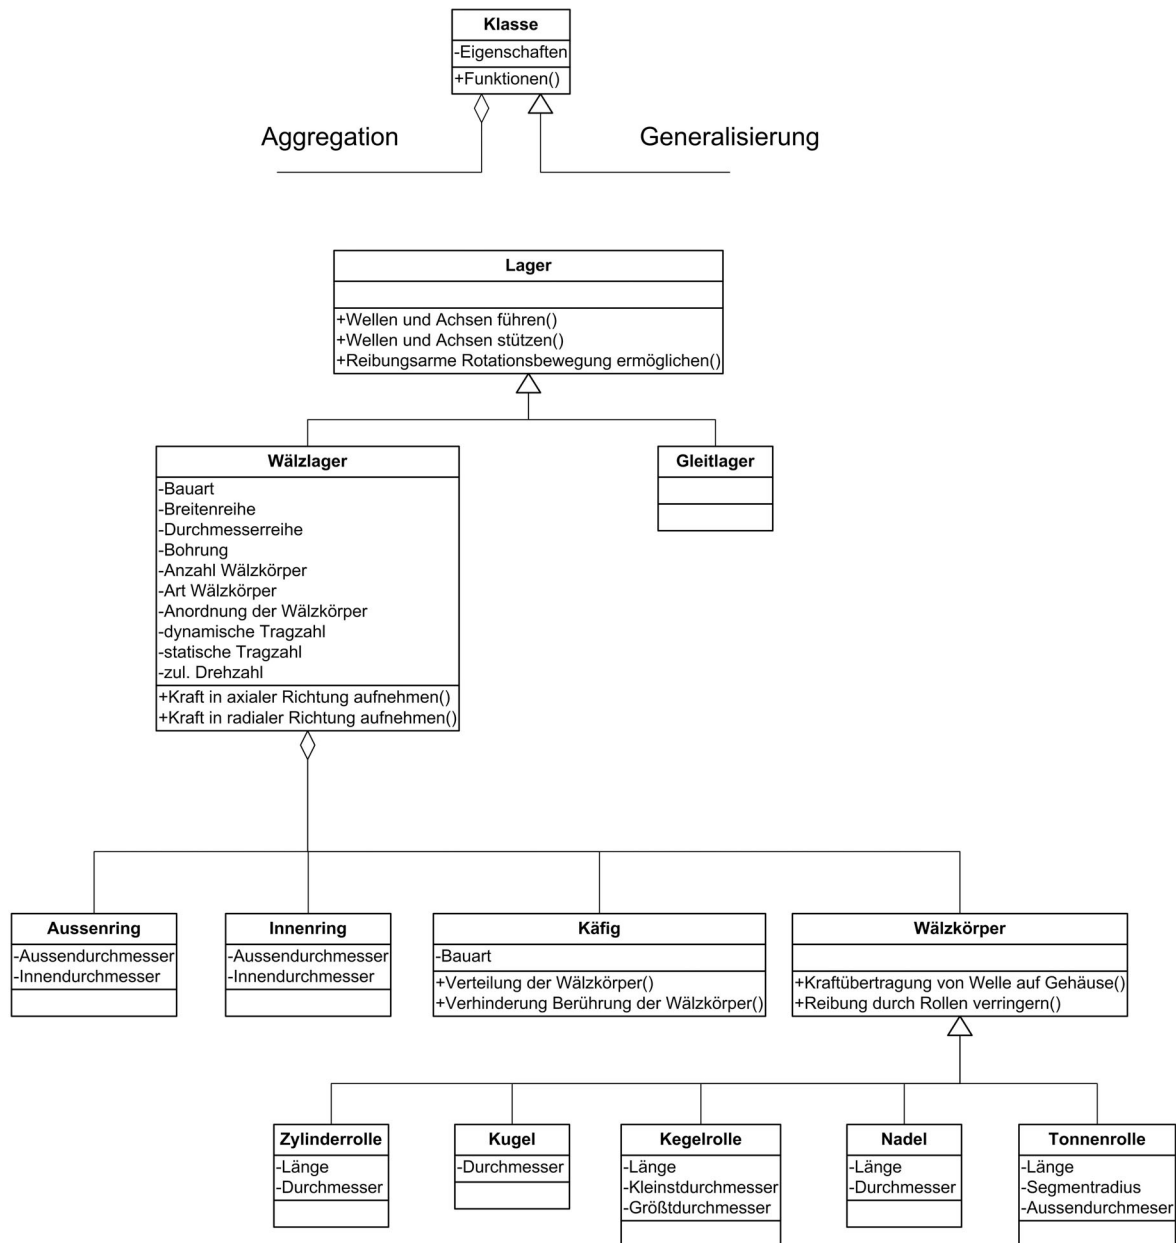 Klasse
-Eigenschaften
+Funktionen()
Aggregation
Generalisierung
Lager
+Wellen und Achsen führen()
+Wellen und Achsen stützen()
+Reibungsarme Rotationsbewegung ermöglichen()
Wälzlager
-Bauart
-Breitenreihe
-Durchmesserreihe
-Bohrung
-Anzahl Wälzkörper
-Art Wälzkörper
-Anordnung der Wälzkörper
-dynamische Tragzahl
-statische Tragzahl
-zul. Drehzahl
+Kraft in axialer Richtung aufnehmen()
+Kraft in radialer Richtung aufnehmen()
Gleitlager
Aussenring
-Aussendurchmesser
-Innendurchmesser
Innenring
-Aussendurchmesser
-Innendurchmesser
Käfig
-Bauart
+Verteilung der Wälzkörper()
+Verhinderung Berührung der Wälzkörper()
Wälzkörper
+Kraftübertragung von Welle auf Gehäuse()
+Reibung durch Rollen verringern()
Zylinderrolle
-Länge
-Durchmesser
Kugel
-Durchmesser
Kegelrolle
-Länge
-Kleinstdurchmesser
-Größtdurchmesser
Nadel
-Länge
-Durchmesser
Tonnenrolle
-Länge
-Segmentradius
-Aussendurchmeser